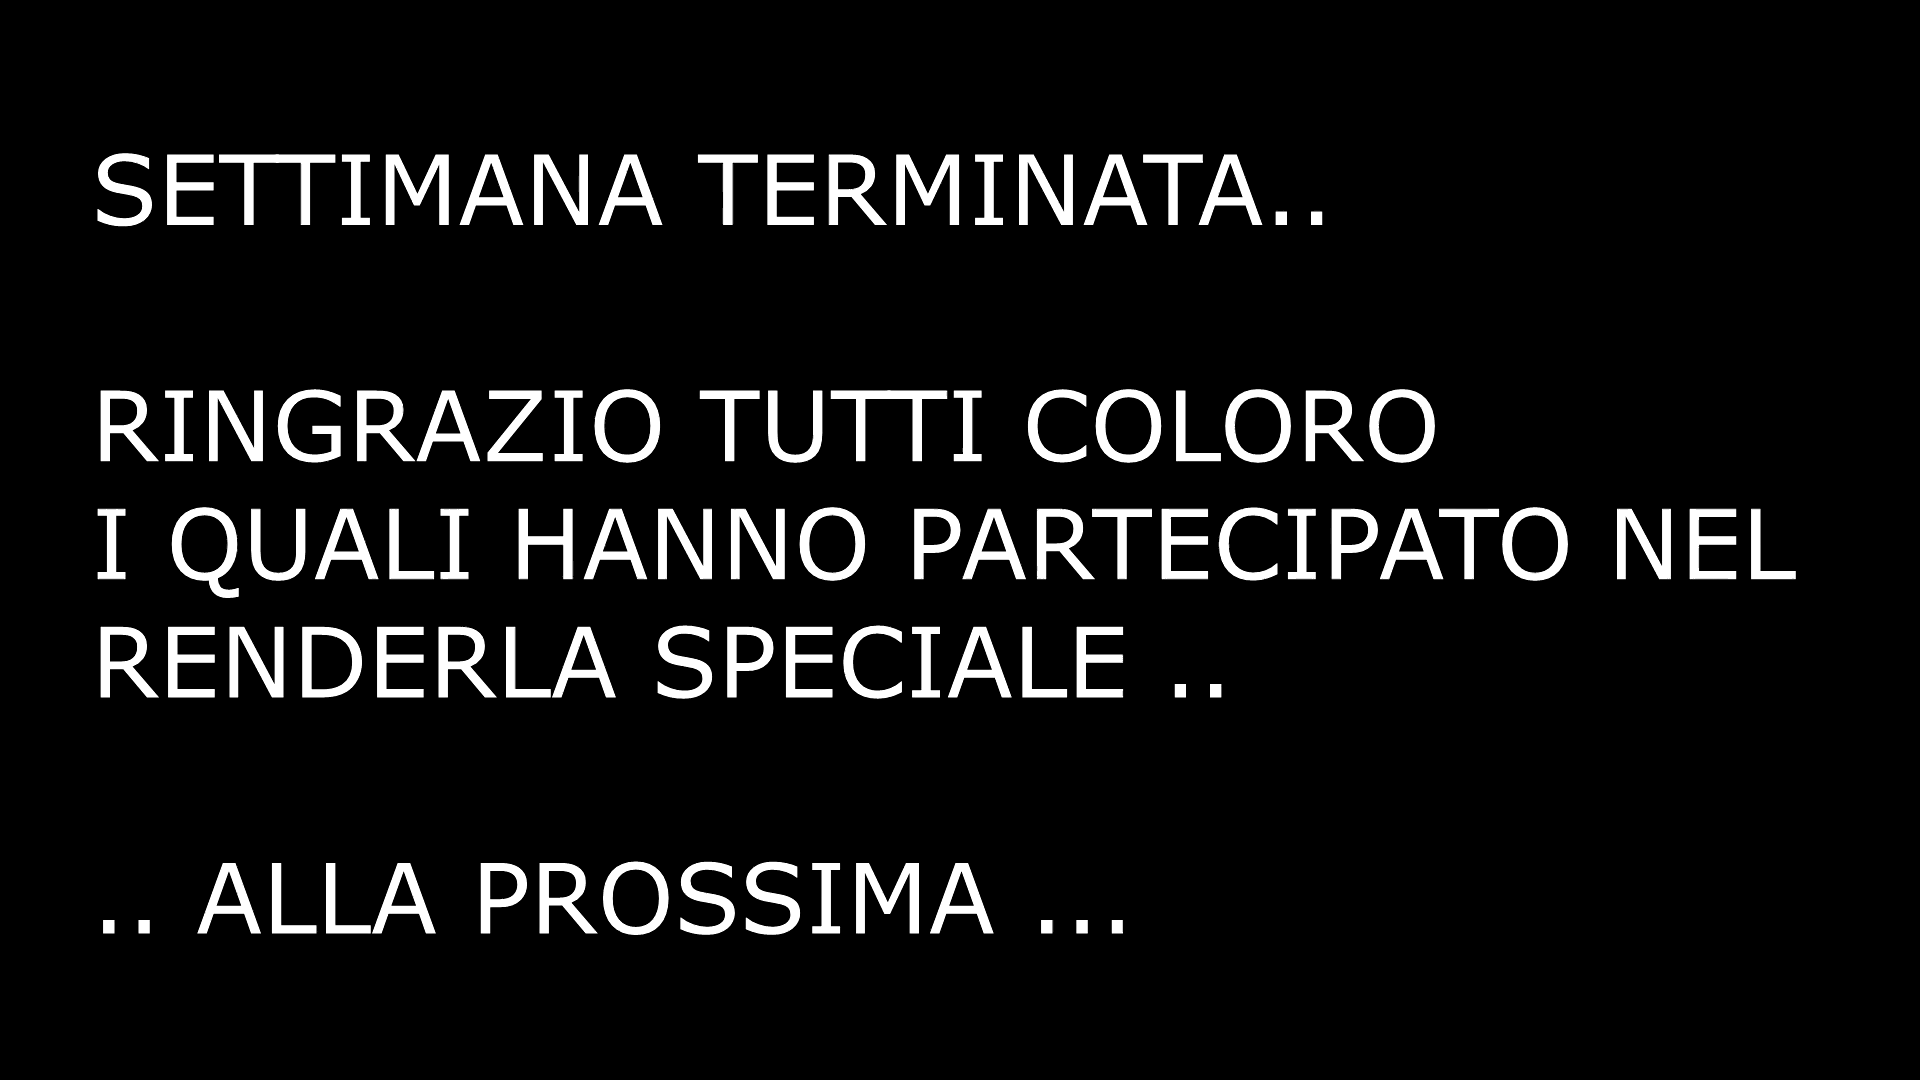 SETTIMANA TERMINATA..
RINGRAZIO TUTTI COLORO
I QUALI HANNO PARTECIPATO NEL
RENDERLA SPECIALE ..
.. ALLA PROSSIMA ...